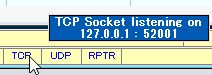 TCP Socket listening on
127.0.0.1 : 52001
TCP UDP RPTR